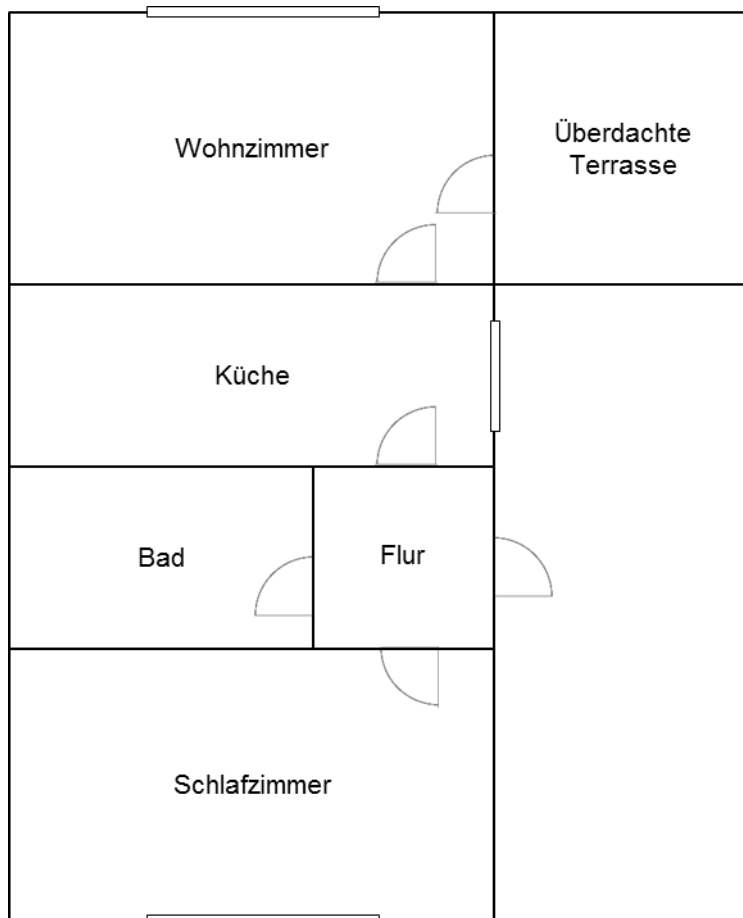 Wohnzimmer
Überdachte
Terrasse
Küche
Bad
Flur
Schlafzimmer